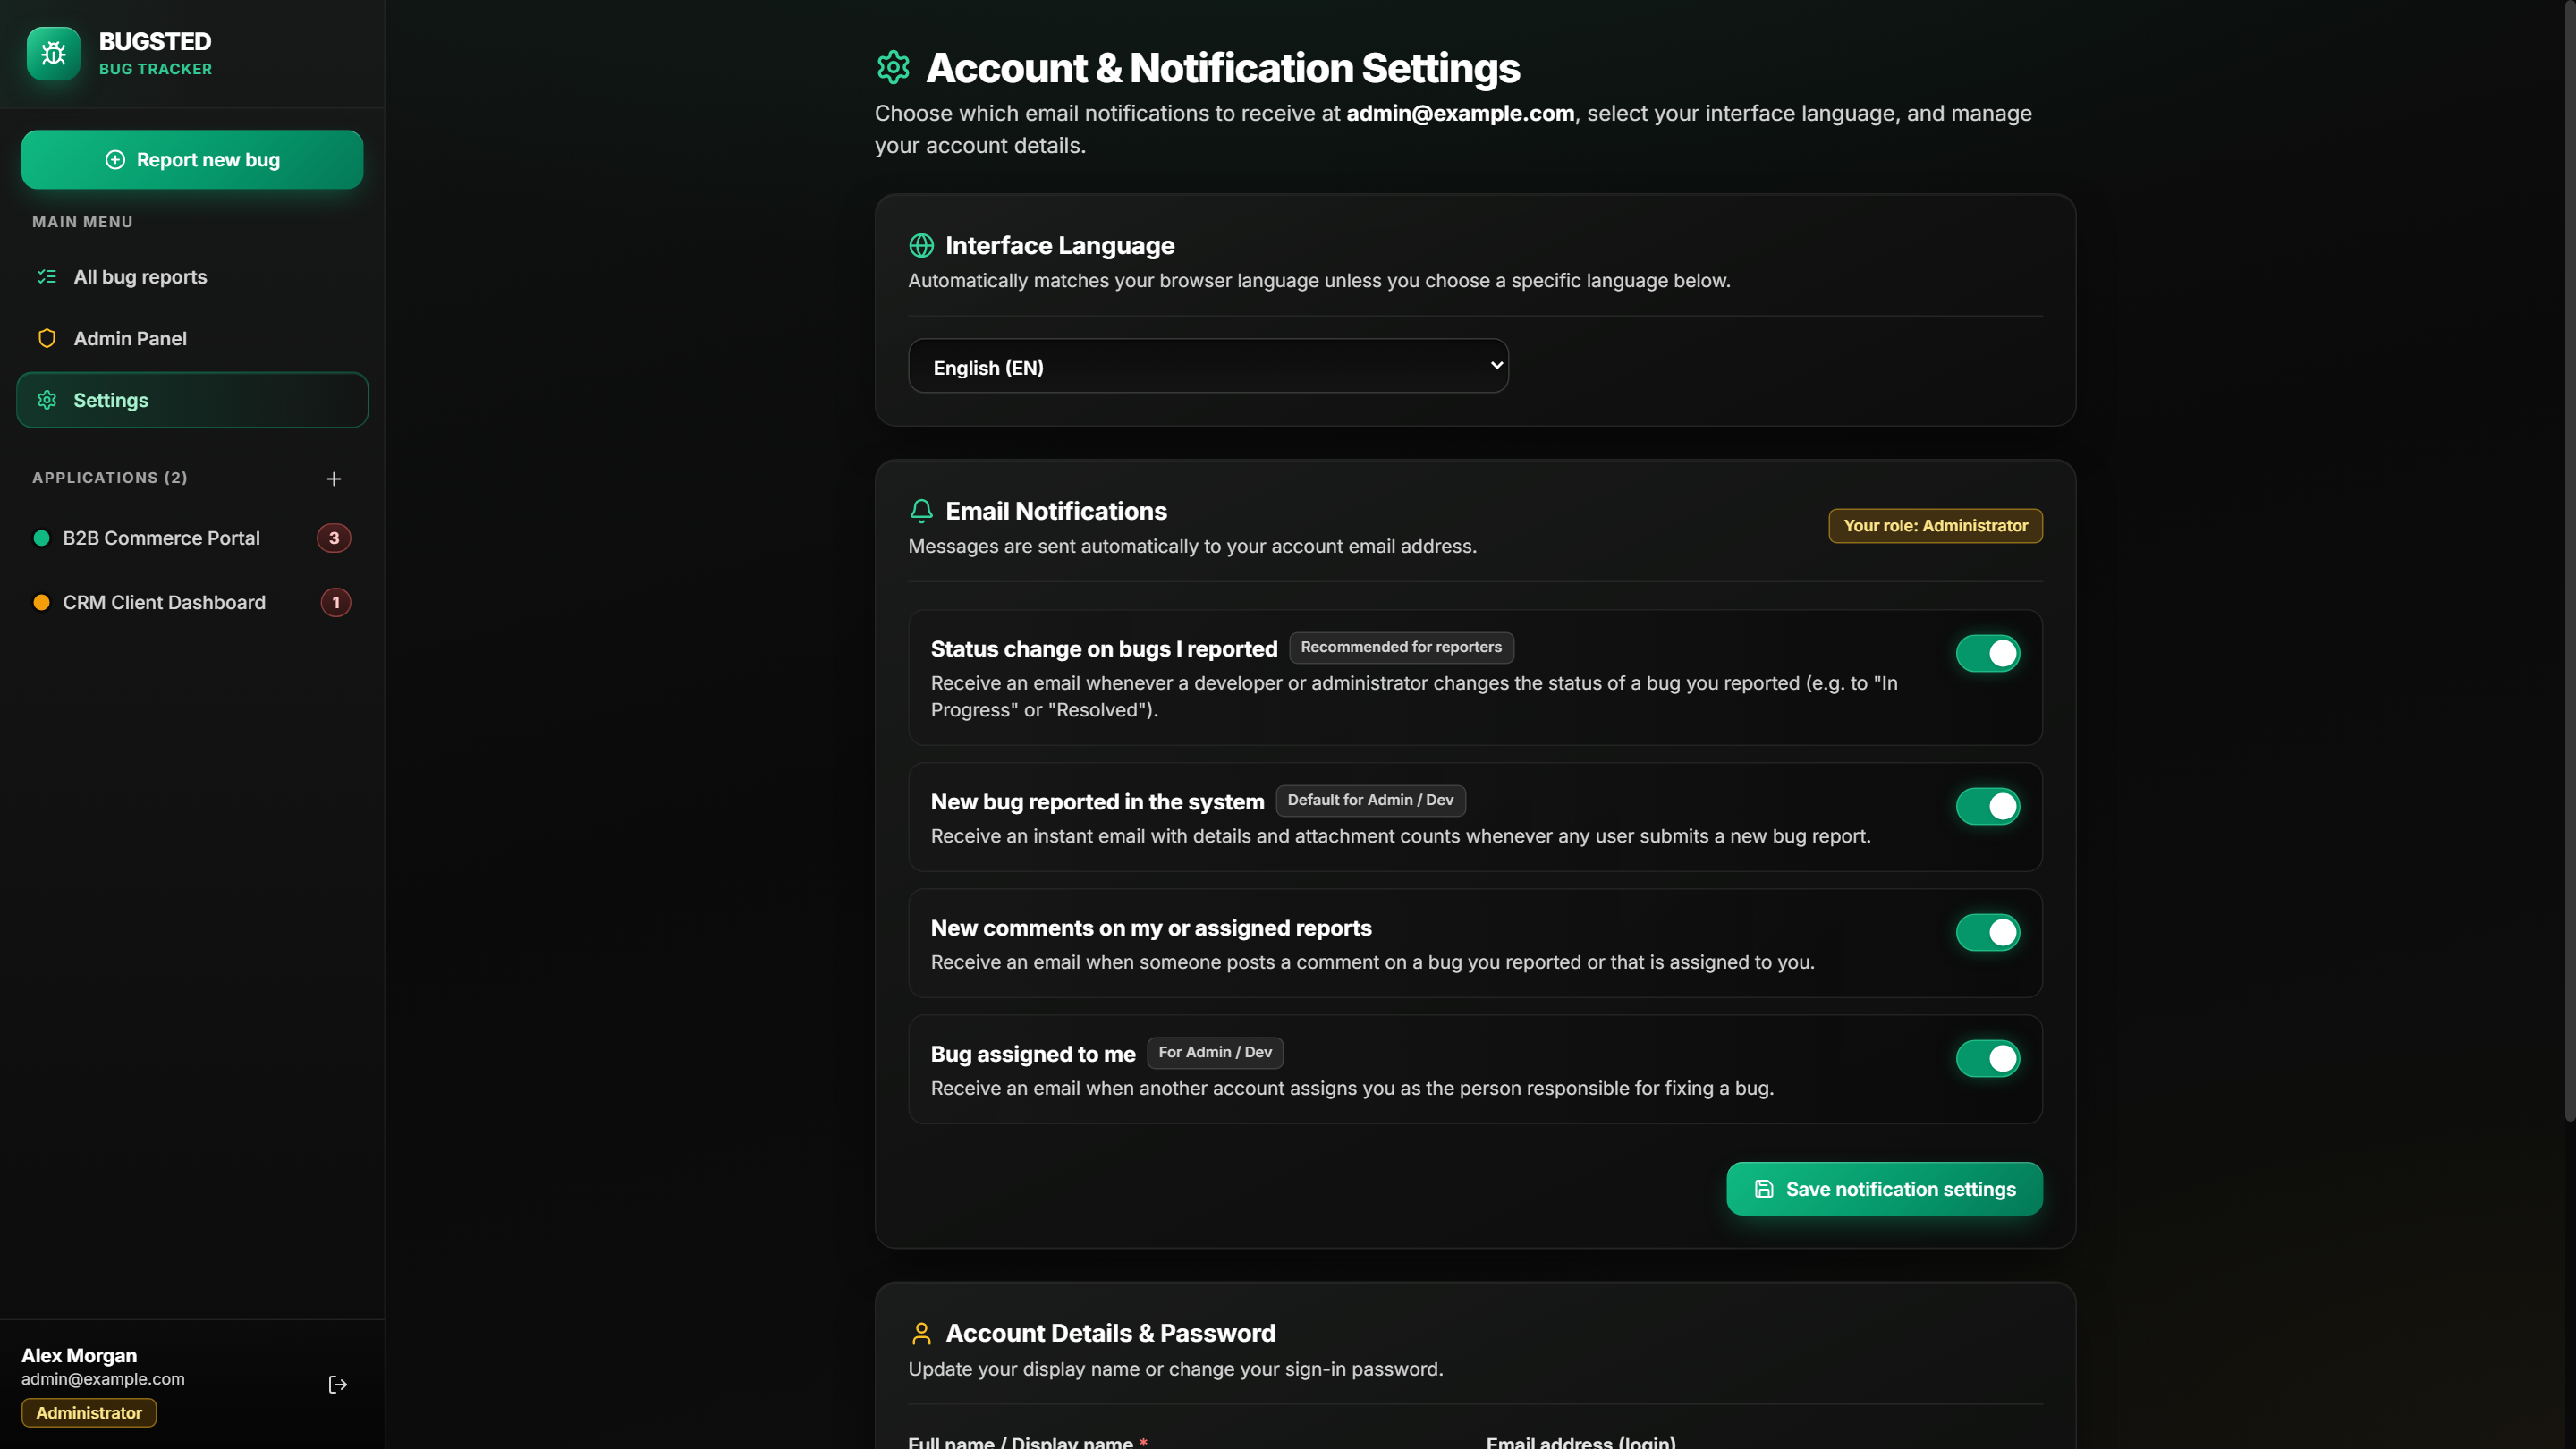 BUGSTED
BUG TRACKER
Report new bug
MAIN MENU
All bug reports
Admin Panel
Settings
APPLICATIONS (2)
B2B Commerce Portal 3
CRM Client Dashboard 1
Alex Morgan
admin@example.com
Administrator
Account & Notification Settings
Choose which email notifications to receive at admin@example.com, select your interface language, and manage
your account details.
Interface Language
Automatically matches your browser language unless you choose a specific language below.
English (EN)
Email Notifications
Messages are sent automatically to your account email address.
Your role: Administrator
Status change on bugs I reported Recommended for reporters
Receive an email whenever a developer or administrator changes the status of a bug you reported (e.g. to "In
Progress" or "Resolved").
New bug reported in the system Default for Admin / Dev
Receive an instant email with details and attachment counts whenever any user submits a new bug report.
New comments on my or assigned reports
Receive an email when someone posts a comment on a bug you reported or that is assigned to you.
Bug assigned to me For Admin / Dev
Receive an email when another account assigns you as the person responsible for fixing a bug.
Save notification settings
Account Details & Password
Update your display name or change your sign-in password.
Full name / Display name * Email address (login)